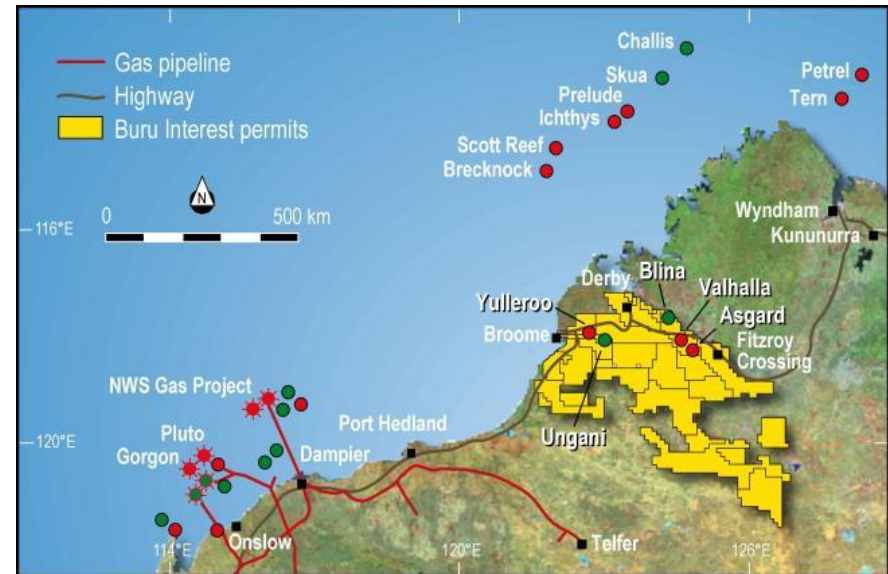 Gas pipeline
Highway
Buru Interest permits
N
0
500 km
Challis
Skua
Prelude
Ichthys
Scott Reef
Brecknock
Petrel
Tern
116°E
Wyndham
Kununurra
Derby
Blina
Valhalla
Asgard
Fitzroy
Crossing
Yulleroo
Broome
Ungani
NWS Gas Project
Port Hedland
Pluto
Gorgon
Dampier
120°E
Onslow
Telfer
114°E
120°E
126°E